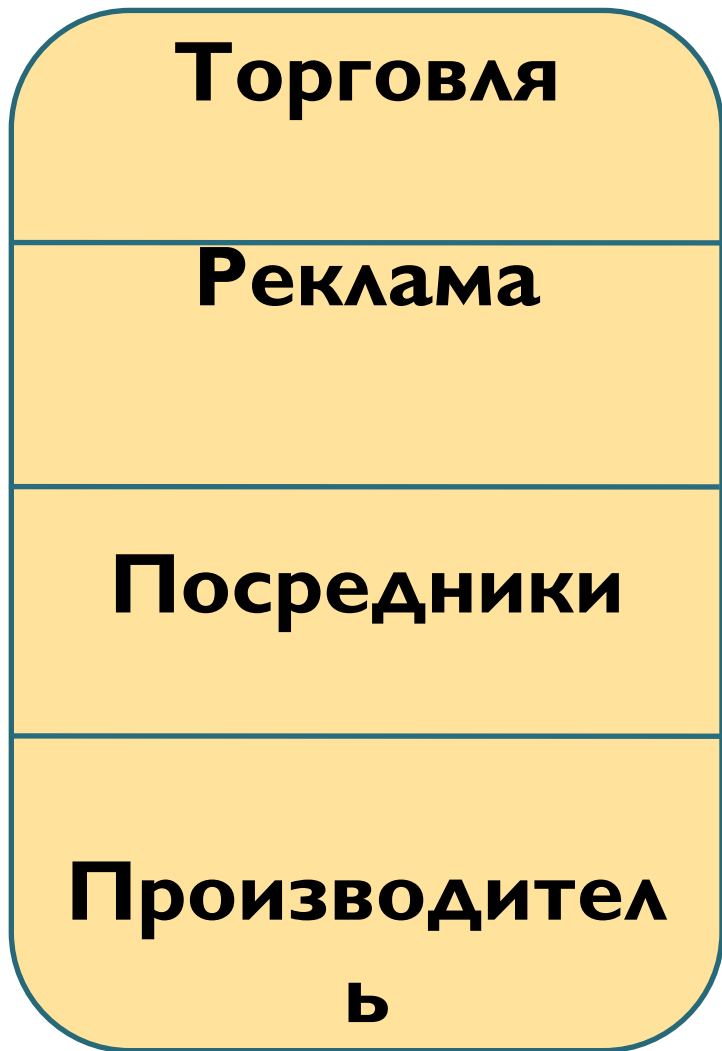 Торговля
Реклама
Посредники
Производител
ь